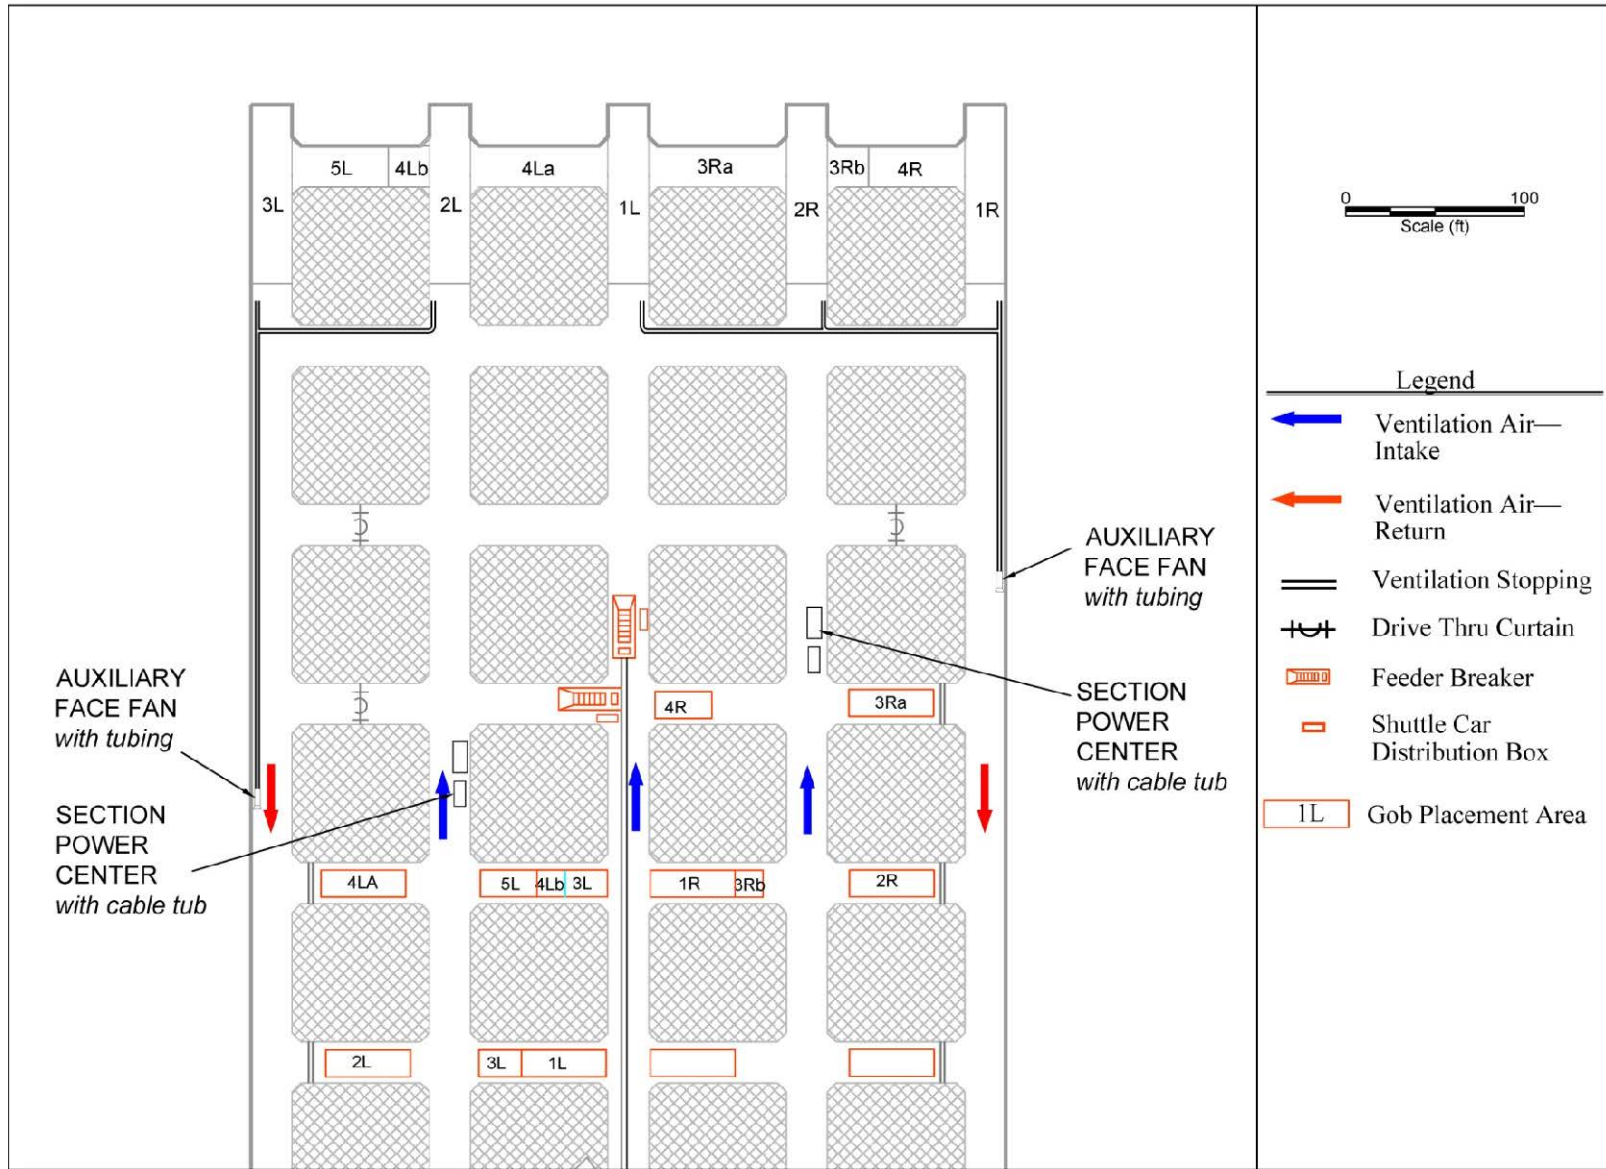 5L
4Lb
4La
3Ra
3Rb
4R
3L
2L
1L
2R
1R
0
100
Scale (ft)
Legend
Ventilation Air—
Intake
Ventilation Air—
Return
Ventilation Stopping
Drive Thru Curtain
Feeder Breaker
Shuttle Car
Distribution Box
1L
Gob Placement Area
AUXILIARY
FACE FAN
with tubing
SECTION
POWER
CENTER
with cable tub
AUXILIARY
FACE FAN
with tubing
SECTION
POWER
CENTER
with cable tub
4R
3Ra
4LA
5L
4Lb
3L
1R
3Rb
2R
2L
3L
1L